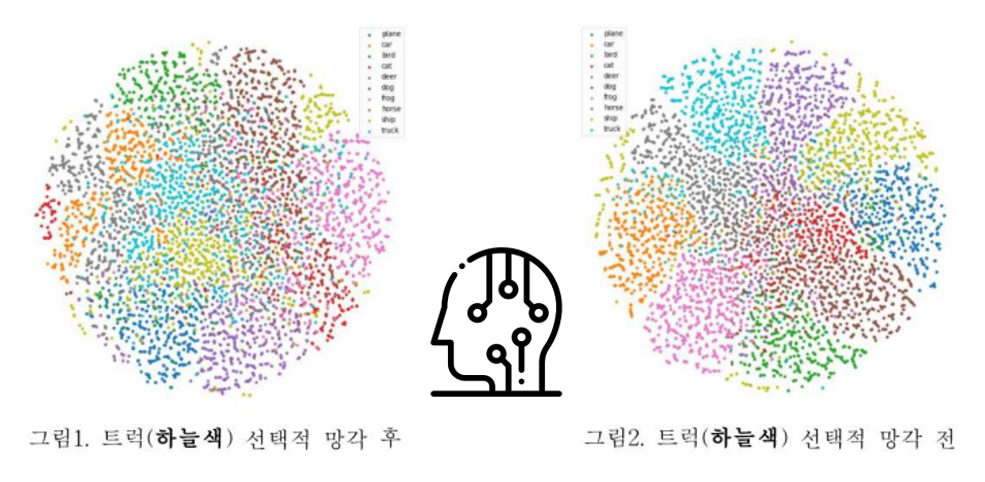 plane
car
bird
cat
deer
dog
frog
horse
ship
truck
plane
car
bird
cat
deer
dog
frog
horse
ship
truck
그림1. 트럭(하늘색) 선택적 망각 후
그림2. 트럭(하늘색) 선택적 망각 전